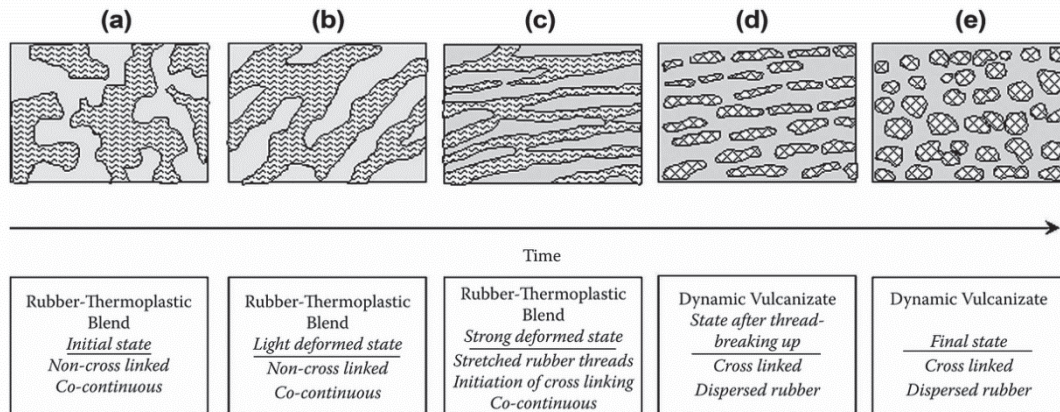 (a)
(b)
(c)
(d)
(e)
Time
Rubber-Thermoplastic
Blend
Initial state
Non-cross linked
Co-continuous
Rubber-Thermoplastic
Blend
Light deformed state
Non-cross linked
Co-continuous
Rubber-Thermoplastic
Blend
Strong deformed state
Stretched rubber threads
Initiation of cross linking
Co-continuous
Dynamic Vulcanizate
State after thread-
breaking up
Cross linked
Dispersed rubber
Dynamic Vulcanizate
Final state
Cross linked
Dispersed rubber